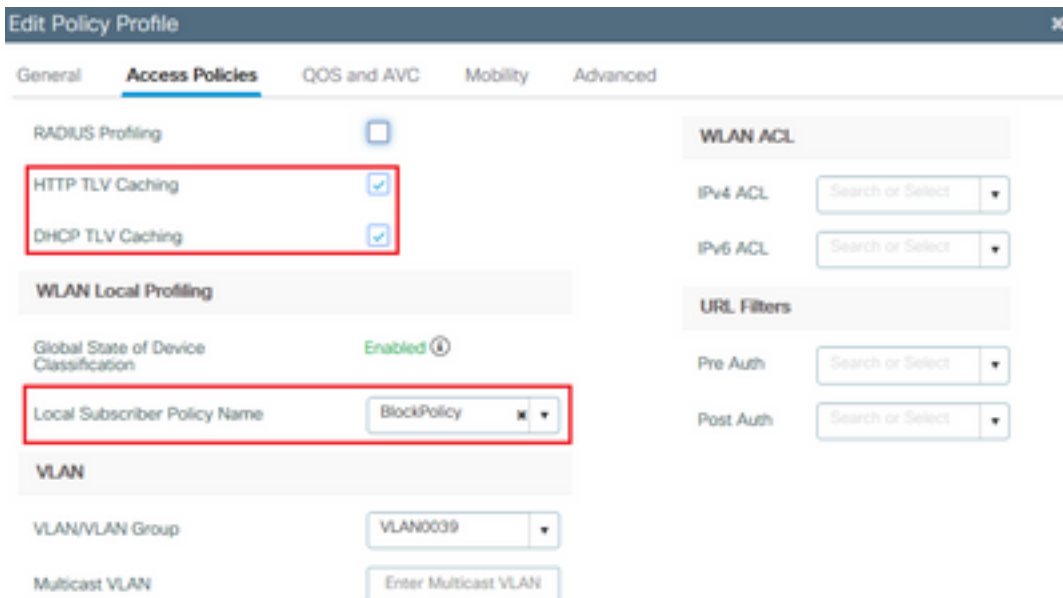 Edit Policy Profile
General Access Policies QOS and AVC Mobility Advanced
RADIUS Profiling
HTTP TLV Caching
DHCP TLV Caching
WLAN Local Profiling
Global State of Device
Classification
Enabled
Local Subscriber Policy Name
BlockPolicy
VLAN
VLAN/VLAN Group
VLAN0039
Multicast VLAN
Enter Multicast VLAN
WLAN ACL
IPv4 ACL
Search or Select
IPv6 ACL
Search or Select
URL Filters
Pre Auth
Search or Select
Post Auth
Search or Select